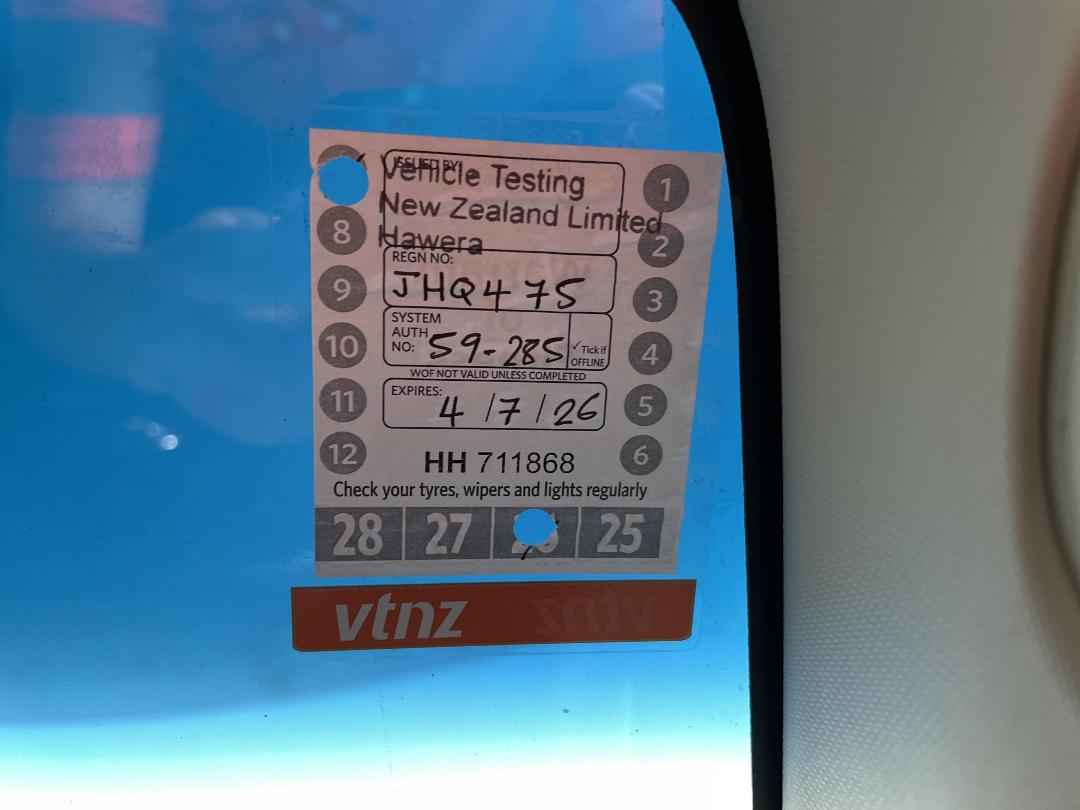 ISSUED BY:
Vehicle Testing
New Zealand Limited
Hawera
REGN NO:
JHQ475
SYSTEM
AUTH
NO: 59-285
✓ Tick if
OFFLINE
WOF NOT VALID UNLESS COMPLETED
EXPIRES:
4/7/26
HH 711868
Check your tyres, wipers and lights regularly
8
9
10
11
12
1
2
3
4
5
6
28 27 25
vtnz